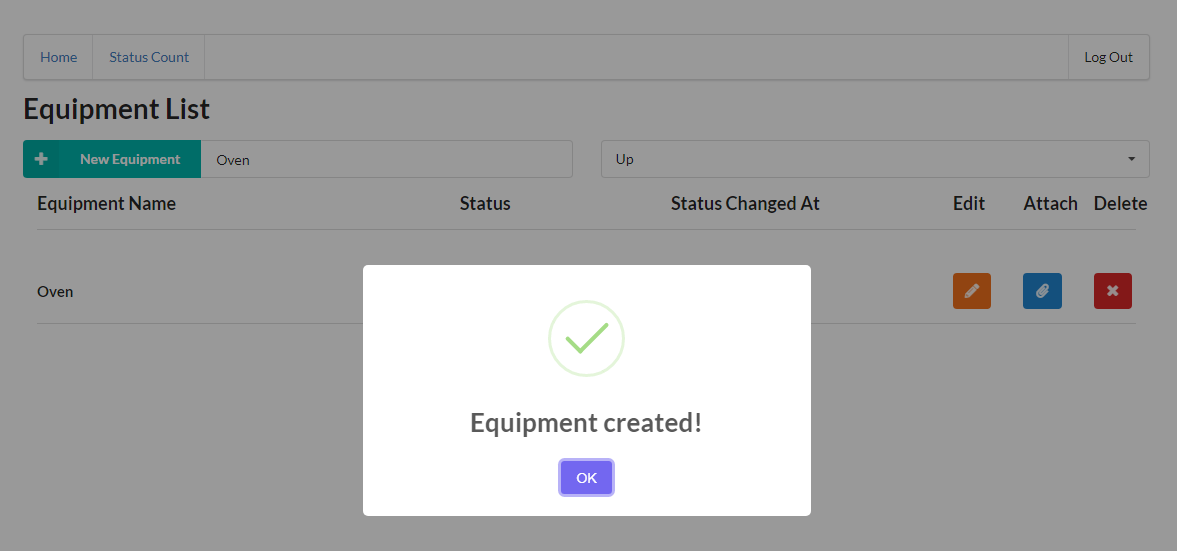 Home Status Count Log Out
Equipment List
New Equipment Oven Up
Equipment Name Status Status Changed At Edit Attach Delete
Oven
Equipment created!
OK